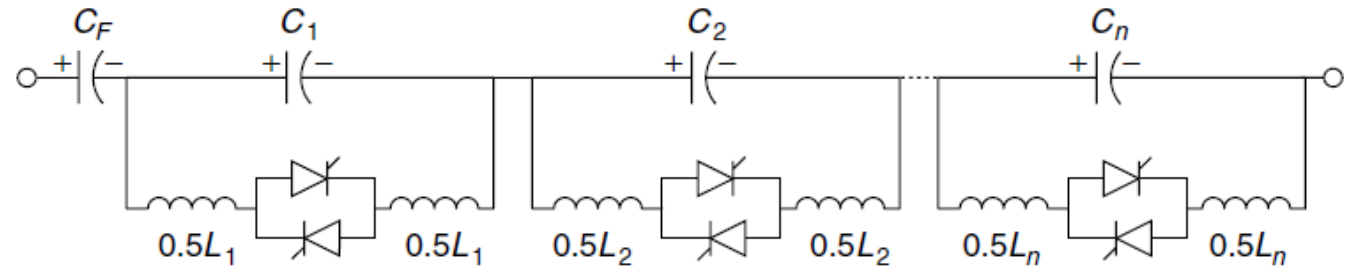 C_F C_1 C_2 C_n
+ − + − + − + −
0.5L_1 0.5L_1 0.5L_2 0.5L_2 0.5L_n 0.5L_n